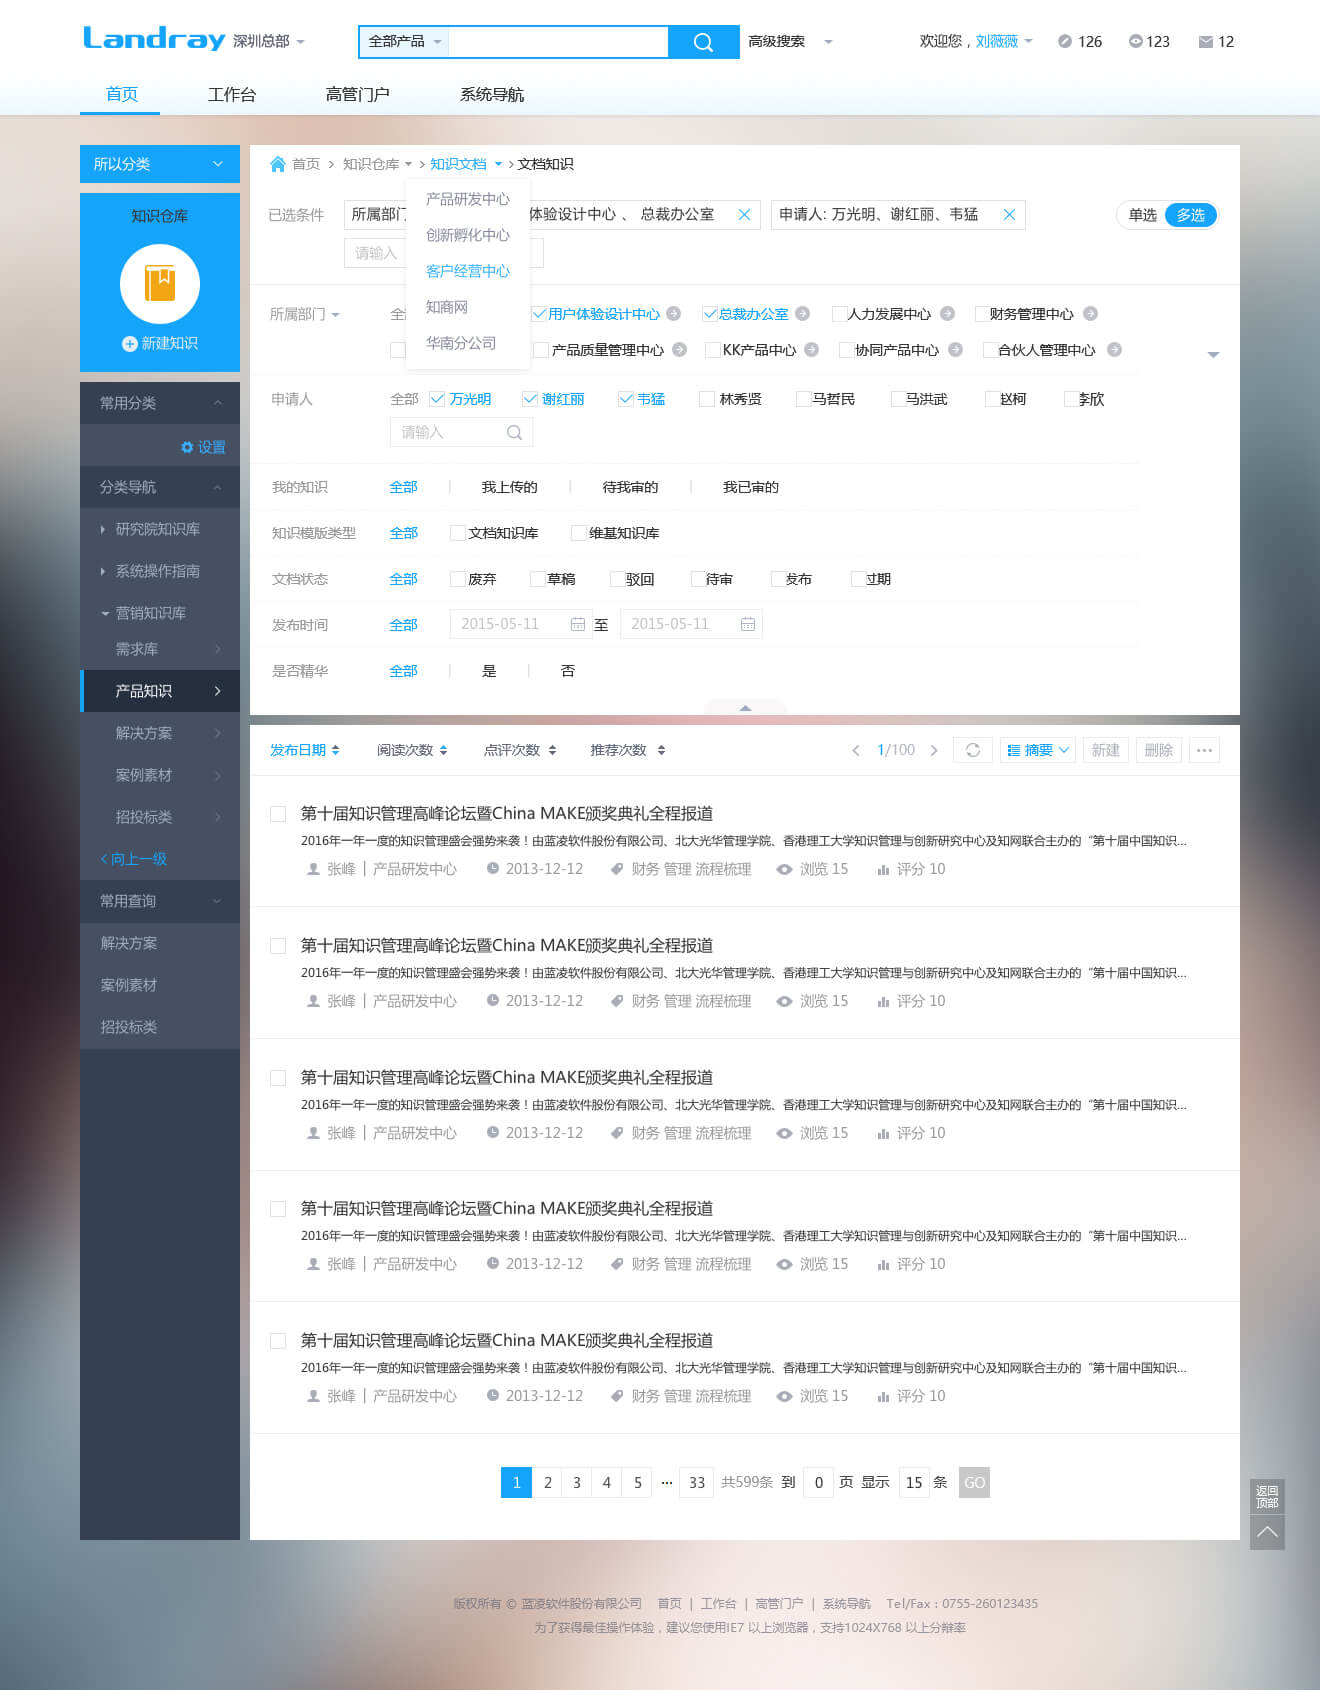 Landray 深圳总部 全部产品 高级搜索 欢迎您，刘薇薇 126 123 12
首页 工作台 高管门户 系统导航
所以分类
知识仓库
新建知识
常用分类
设置
分类导航
研究院知识库
系统操作指南
营销知识库
需求库
产品知识
解决方案
案例素材
招投标类
向上一级
常用查询
解决方案
案例素材
招投标类
首页 > 知识仓库 > 知识文档 > 文档知识
产品研发中心
创新孵化中心
客户经营中心
知商网
华南分公司
已选条件 所属部门 体验设计中心 、 总裁办公室 申请人: 万光明、谢红丽、韦猛 单选 多选
请输入
所属部门 全 用户体验设计中心 总裁办公室 人力发展中心 财务管理中心
产品质量管理中心 KK产品中心 协同产品中心 合伙人管理中心
申请人 全部 万光明 谢红丽 韦猛 林秀贤 马哲民 马洪武 赵柯 李欣
请输入
我的知识 全部 | 我上传的 | 待我审的 | 我已审的
知识模版类型 全部 文档知识库 维基知识库
文档状态 全部 废弃 草稿 驳回 待审 发布 过期
发布时间 全部 2015-05-11 至 2015-05-11
是否精华 全部 | 是 | 否
发布日期 阅读次数 点评次数 推荐次数 1/100 摘要 新建 删除 ···
第十届知识管理高峰论坛暨China MAKE颁奖典礼全程报道
2016年一年一度的知识管理盛会强势来袭！由蓝凌软件股份有限公司、北大光华管理学院、香港理工大学知识管理与创新研究中心及知网联合主办的“第十届中国知识...
张峰 | 产品研发中心 2013-12-12 财务 管理 流程梳理 浏览 15 评分 10
第十届知识管理高峰论坛暨China MAKE颁奖典礼全程报道
2016年一年一度的知识管理盛会强势来袭！由蓝凌软件股份有限公司、北大光华管理学院、香港理工大学知识管理与创新研究中心及知网联合主办的“第十届中国知识...
张峰 | 产品研发中心 2013-12-12 财务 管理 流程梳理 浏览 15 评分 10
第十届知识管理高峰论坛暨China MAKE颁奖典礼全程报道
2016年一年一度的知识管理盛会强势来袭！由蓝凌软件股份有限公司、北大光华管理学院、香港理工大学知识管理与创新研究中心及知网联合主办的“第十届中国知识...
张峰 | 产品研发中心 2013-12-12 财务 管理 流程梳理 浏览 15 评分 10
第十届知识管理高峰论坛暨China MAKE颁奖典礼全程报道
2016年一年一度的知识管理盛会强势来袭！由蓝凌软件股份有限公司、北大光华管理学院、香港理工大学知识管理与创新研究中心及知网联合主办的“第十届中国知识...
张峰 | 产品研发中心 2013-12-12 财务 管理 流程梳理 浏览 15 评分 10
第十届知识管理高峰论坛暨China MAKE颁奖典礼全程报道
2016年一年一度的知识管理盛会强势来袭！由蓝凌软件股份有限公司、北大光华管理学院、香港理工大学知识管理与创新研究中心及知网联合主办的“第十届中国知识...
张峰 | 产品研发中心 2013-12-12 财务 管理 流程梳理 浏览 15 评分 10
1 2 3 4 5 ··· 33 共599条 到 0 页 显示 15 条 GO
返回
顶部
版权所有 © 蓝凌软件股份有限公司 首页 | 工作台 | 高管门户 | 系统导航 Tel/Fax：0755-260123435
为了获得最佳操作体验，建议您使用IE7 以上浏览器，支持1024X768 以上分辩率